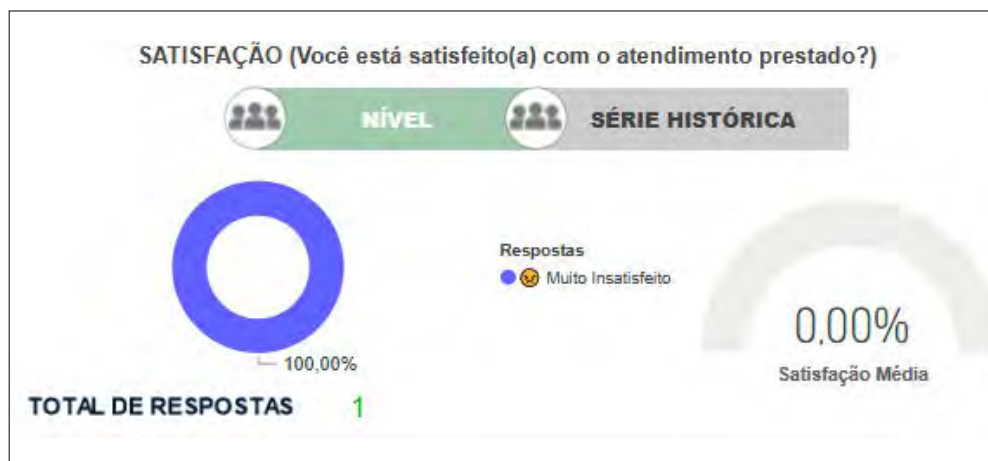 SATISFAÇÃO (Você está satisfeito(a) com o atendimento prestado?)
NÍVEL
SÉRIE HISTÓRICA
Respostas
Muito Insatisfeito
100,00%
0,00%
Satisfação Média
TOTAL DE RESPOSTAS 1